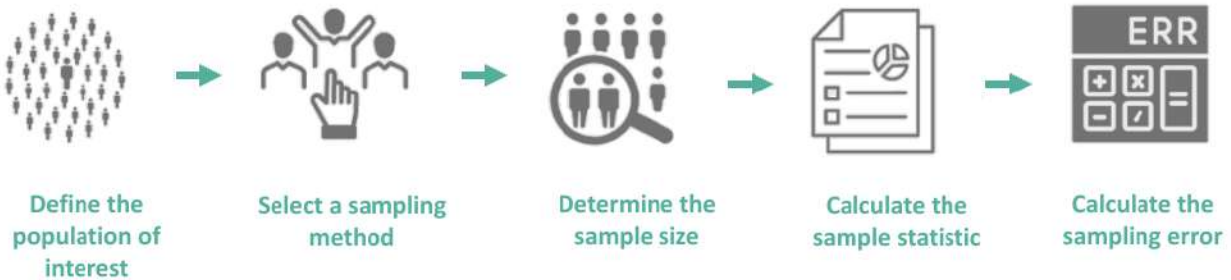 ERR
Define the
population of
interest
Select a sampling
method
Determine the
sample size
Calculate the
sample statistic
Calculate the
sampling error